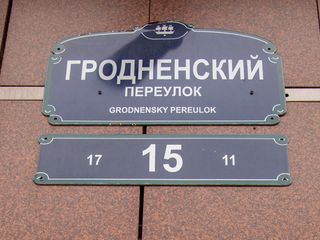 ГРОДНЕНСКИЙ
ПЕРЕУЛОК
GRODNENSKY PEREULOK
17 15 11